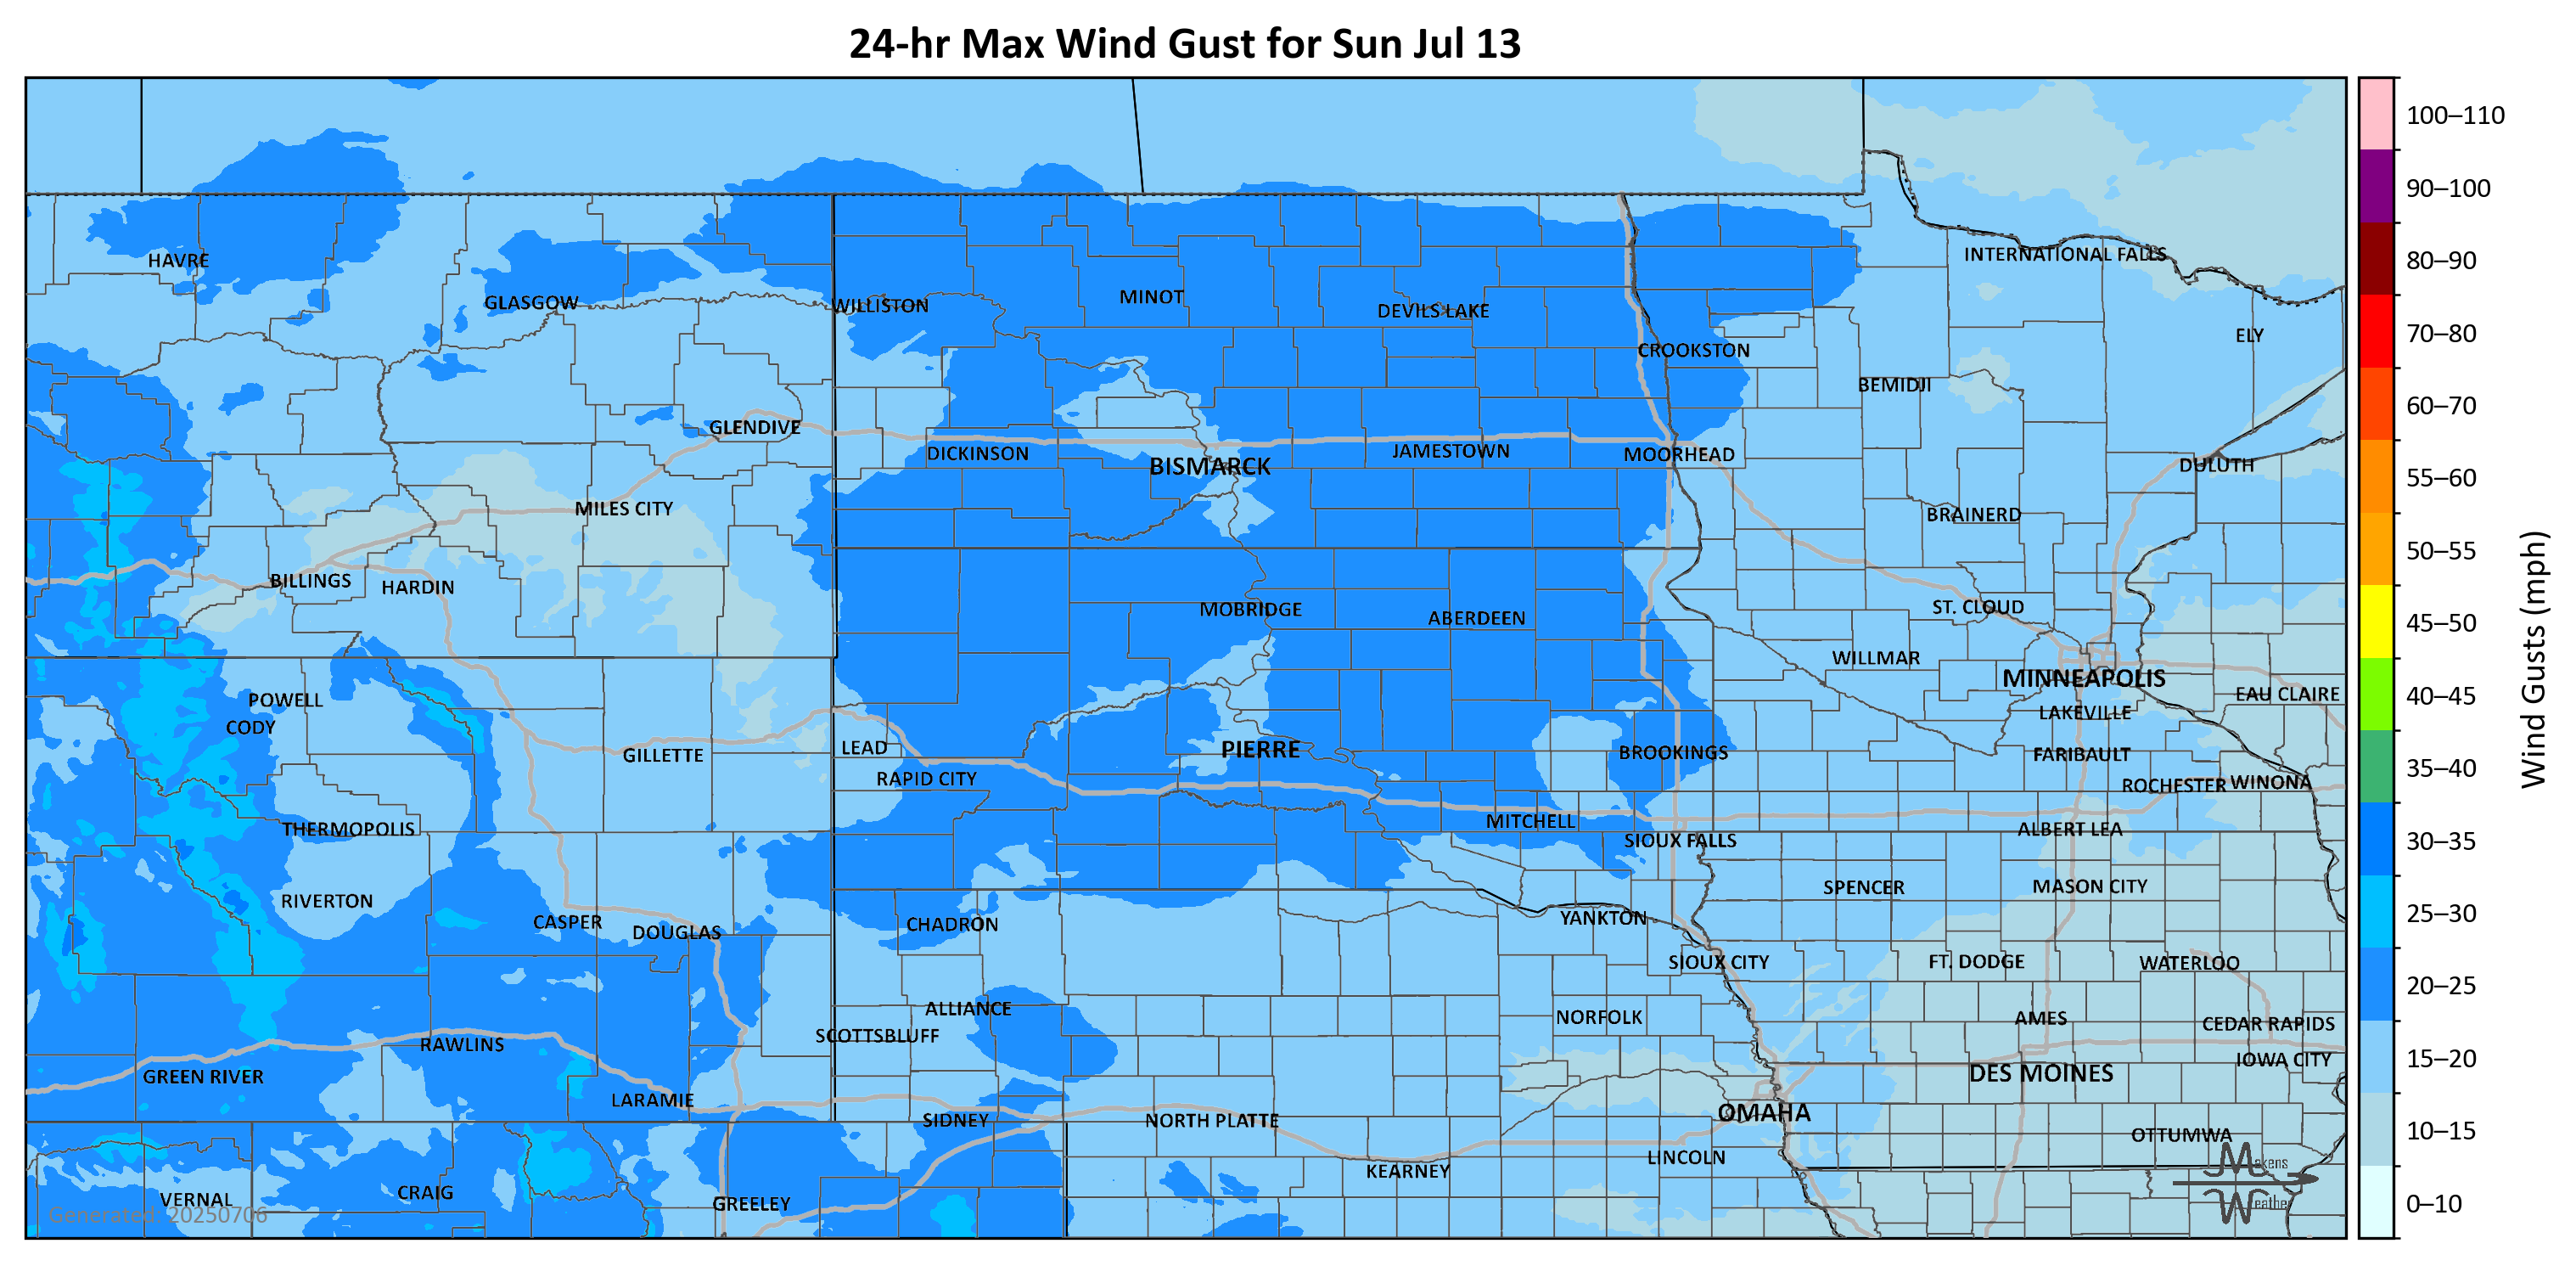 24-hr Max Wind Gust for Sun Jul 13
100–110
90–100
80–90
70–80
60–70
55–60
50–55
45–50
40–45
35–40
30–35
25–30
20–25
15–20
10–15
0–10
Wind Gusts (mph)
HAVRE
GLASGOW
WILLISTON
MINOT
DEVILS LAKE
INTERNATIONAL FALLS
ELY
CROOKSTON
BEMIDJI
GLENDIVE
DICKINSON
BISMARCK
JAMESTOWN
MOORHEAD
DULUTH
MILES CITY
BRAINERD
BILLINGS
HARDIN
MOBRIDGE
ABERDEEN
ST. CLOUD
WILLMAR
MINNEAPOLIS
EAU CLAIRE
POWELL
CODY
LAKEVILLE
GILLETTE
LEAD
PIERRE
BROOKINGS
FARIBAULT
RAPID CITY
ROCHESTER
WINONA
THERMOPOLIS
MITCHELL
SIOUX FALLS
ALBERT LEA
RIVERTON
SPENCER
MASON CITY
CASPER
DOUGLAS
CHADRON
YANKTON
SIOUX CITY
FT. DODGE
WATERLOO
ALLIANCE
NORFOLK
AMES
CEDAR RAPIDS
SCOTTSBLUFF
RAWLINS
IOWA CITY
GREEN RIVER
DES MOINES
LARAMIE
SIDNEY
NORTH PLATTE
OMAHA
OTTUMWA
LINCOLN
KEARNEY
VERNAL
CRAIG
GREELEY
Generated: 20250706
Makens
Weather